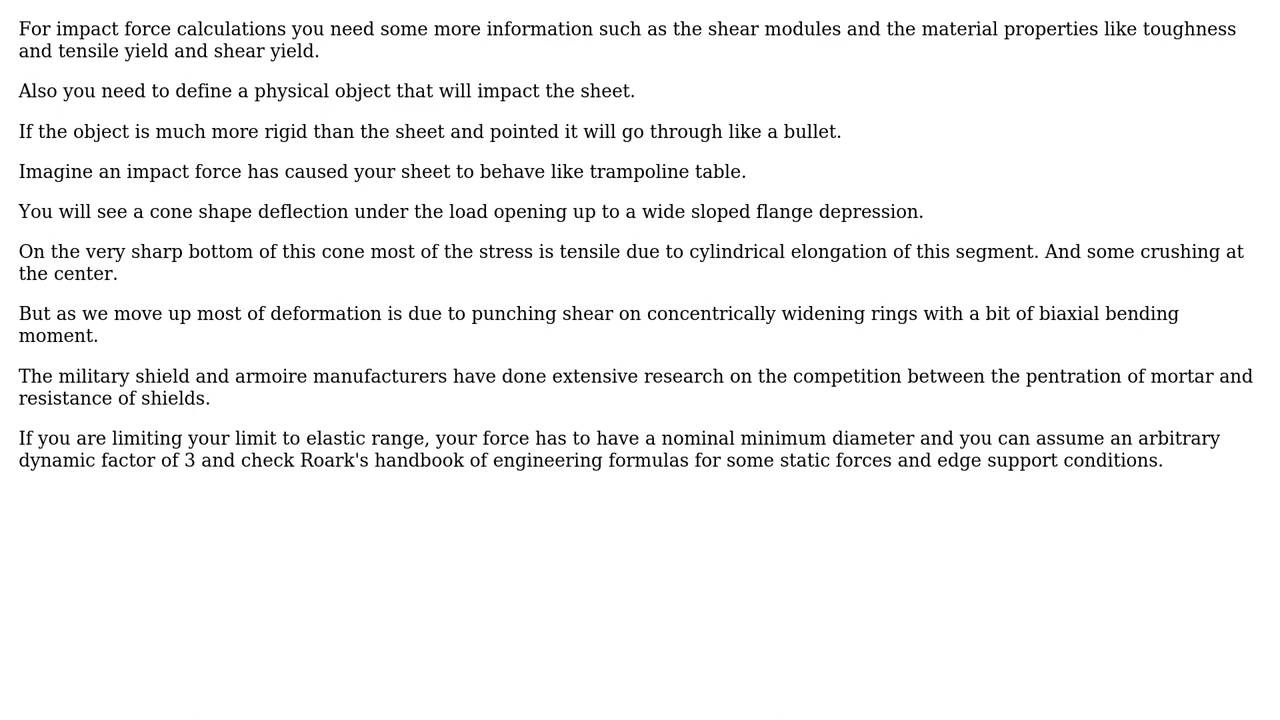 For impact force calculations you need some more information such as the shear modules and the material properties like toughness
and tensile yield and shear yield.
Also you need to define a physical object that will impact the sheet.
If the object is much more rigid than the sheet and pointed it will go through like a bullet.
Imagine an impact force has caused your sheet to behave like trampoline table.
You will see a cone shape deflection under the load opening up to a wide sloped flange depression.
On the very sharp bottom of this cone most of the stress is tensile due to cylindrical elongation of this segment. And some crushing at
the center.
But as we move up most of deformation is due to punching shear on concentrically widening rings with a bit of biaxial bending
moment.
The military shield and armoire manufacturers have done extensive research on the competition between the pentration of mortar and
resistance of shields.
If you are limiting your limit to elastic range, your force has to have a nominal minimum diameter and you can assume an arbitrary
dynamic factor of 3 and check Roark's handbook of engineering formulas for some static forces and edge support conditions.